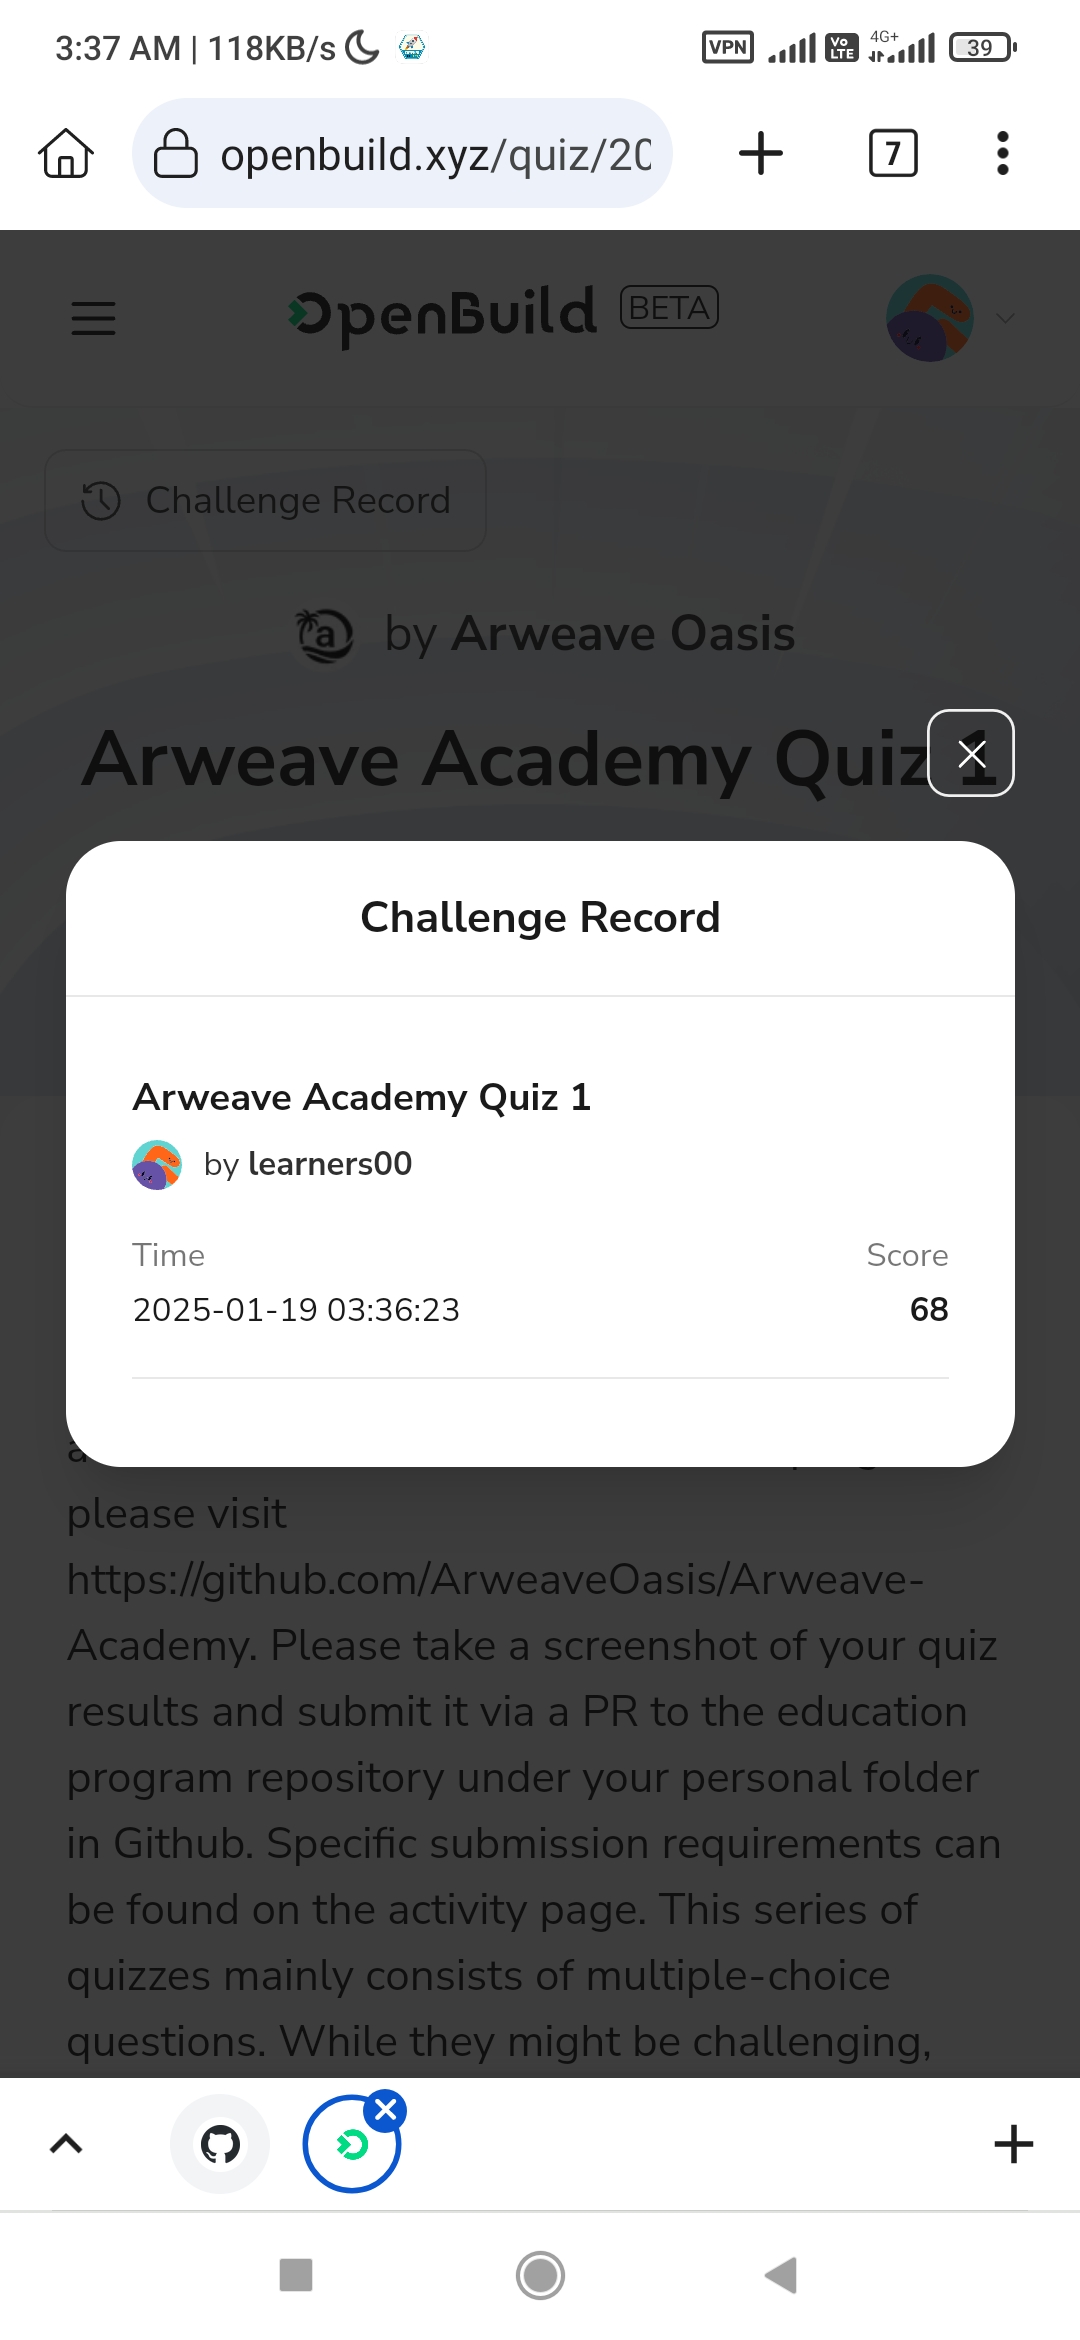 3:37 AM | 118KB/s
VPN
Vo
LTE
4G+
39
openbuild.xyz/quiz/20
7
OpenBuild
BETA
Challenge Record
by Arweave Oasis
Arweave Academy Quiz 1
Challenge Record
Arweave Academy Quiz 1
by learners00
Time
Score
2025-01-19 03:36:23
68
please visit
https://github.com/ArweaveOasis/Arweave-
Academy. Please take a screenshot of your quiz
results and submit it via a PR to the education
program repository under your personal folder
in Github. Specific submission requirements can
be found on the activity page. This series of
quizzes mainly consists of multiple-choice
questions. While they might be challenging,